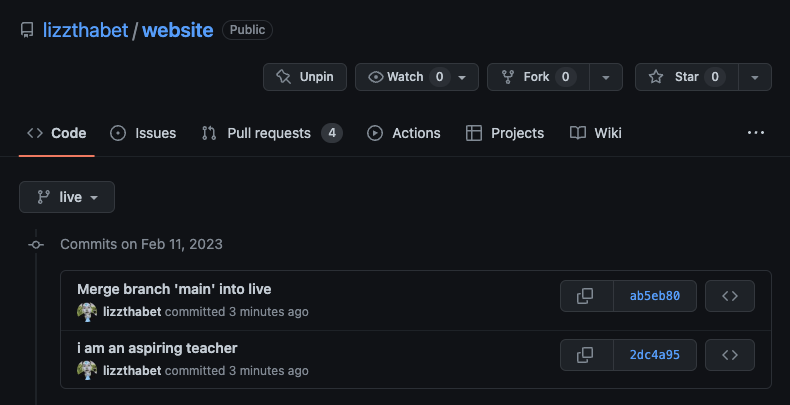 lizzthabet / website Public
Unpin Watch 0 Fork 0 Star 0
Code Issues Pull requests 4 Actions Projects Wiki
live
Commits on Feb 11, 2023
Merge branch 'main' into live
ab5eb80
lizzthabet committed 3 minutes ago
i am an aspiring teacher
2dc4a95
lizzthabet committed 3 minutes ago